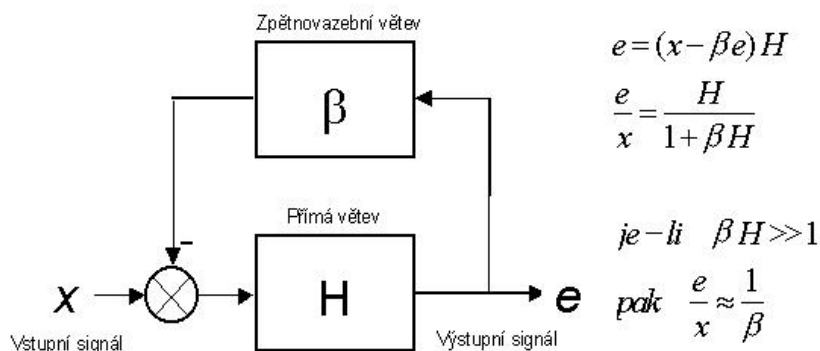 Zpětnovazební větev
β
Přímá větev
-
x
H
e
Vstupní signál
Výstupní signál
e=(x-βe)H
e/x=H/1+βH
je-li βH>>1
pak e/x≈1/β